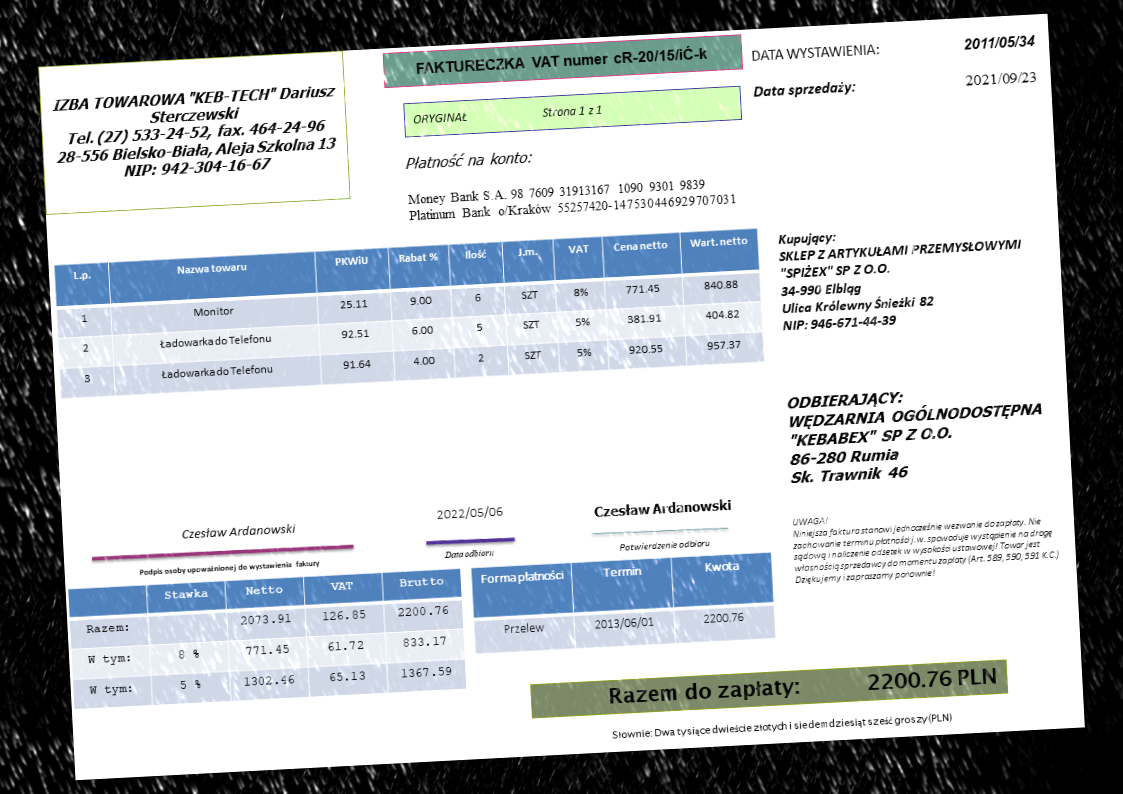 IZBA TOWAROWA "KEB-TECH" Dariusz
Sterczewski
Tel. (27) 533-24-52, fax. 464-24-96
28-556 Bielsko-Biała, Aleja Szkolna 13
NIP: 942-304-16-67
FAKTURECZKA VAT numer cR-20/15/iĆ-k
ORYGINAŁ Strona 1 z 1
Płatność na konto:
Money Bank S.A. 98 7609 31913167 1090 9301 9839
Platinum Bank o/Kraków 55257420-147530446929707031
DATA WYSTAWIENIA: 2011/05/34
Data sprzedaży: 2021/09/23
Kupujący:
SKLEP Z ARTYKUŁAMI PRZEMYSŁOWYMI
"SPIŻEX" SP Z O.O.
34-990 Elbląg
Ulica Królewny Śnieżki 82
NIP: 946-671-44-39
L.p. Nazwa towaru PKWiU Rabat % Ilość J.m. VAT Cena netto Wart. netto
1 Monitor 25.11 9.00 6 SZT 8% 771.45 840.88
2 Ładowarka do Telefonu 92.51 6.00 5 SZT 5% 381.91 404.82
3 Ładowarka do Telefonu 91.64 4.00 2 SZT 5% 920.55 957.37
ODBIERAJĄCY:
WĘDZARNIA OGÓLNODOSTĘPNA
"KEBABEX" SP Z O.O.
86-280 Rumia
Sk. Trawnik 46
Czesław Ardanowski
Podpis osoby upoważnionej do wystawienia faktury
2022/05/06
Data odbioru
Czesław Ardanowski
Potwierdzenie odbioru
UWAGA!
Niniejsza faktura stanowi jednocześnie wezwanie do zapłaty. Nie
zachowanie terminu płatności j.w. spowoduje wystąpienie na drogę
sądową i naliczenie odsetek w wysokości ustawowej! Towar jest
własnością sprzedawcy do momentu zapłaty (Art. 589, 590, 591 K.C.)
Dziękujemy i zapraszamy ponownie!
Stawka Netto VAT Brutto
Razem: 2073.91 126.85 2200.76
W tym: 8 % 771.45 61.72 833.17
W tym: 5 % 1302.46 65.13 1367.59
Forma płatności Termin Kwota
Przelew 2013/06/01 2200.76
Razem do zapłaty: 2200.76 PLN
Słownie: Dwa tysiące dwieście złotych i siedemdziesiąt sześć groszy (PLN)